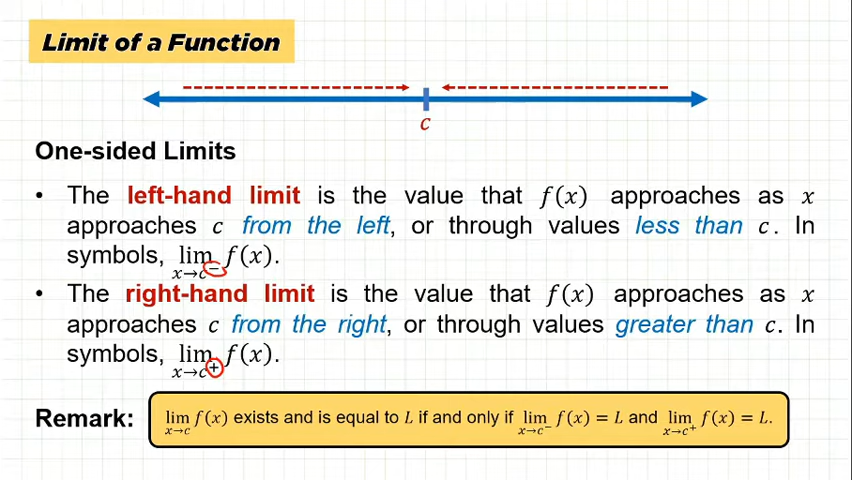 Limit of a Function
c
One-sided Limits
• The left-hand limit is the value that f(x) approaches as x
approaches c from the left, or through values less than c. In
symbols, lim f(x).
x→c⁻
• The right-hand limit is the value that f(x) approaches as x
approaches c from the right, or through values greater than c. In
symbols, lim f(x).
x→c⁺
Remark: lim f(x) exists and is equal to L if and only if lim f(x) = L and lim f(x) = L.
x→c x→c⁻ x→c⁺